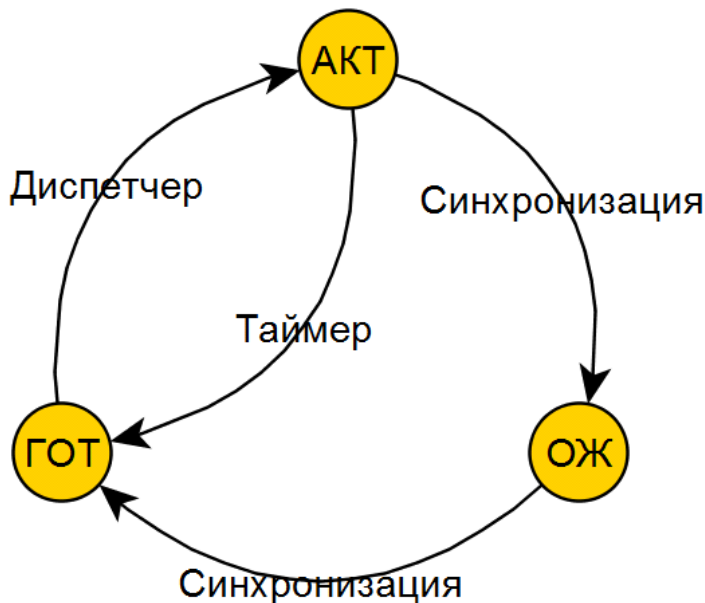 АКТ
Диспетчер
Синхронизация
Таймер
ГОТ
ОЖ
Синхронизация